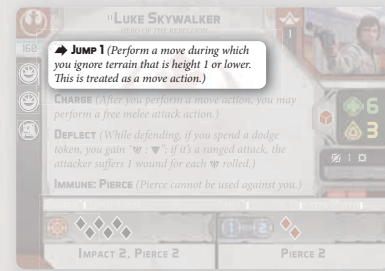 "LUKE SKYWALKER
HERO OF THE REBELLION
160
1
JUMP 1 (Perform a move during which
you ignore terrain that is height 1 or lower.
This is treated as a move action.)
CHARGE (After you perform a move action, you may
perform a free melee attack action.)
DEFLECT (While defending, if you spend a dodge
token, you gain " : "; if it's a ranged attack, the
attacker suffers 1 wound for each rolled.)
IMMUNE: PIERCE (Pierce cannot be used against you.)
6
3
1
IMPACT 2, PIERCE 2
1 2
PIERCE 2